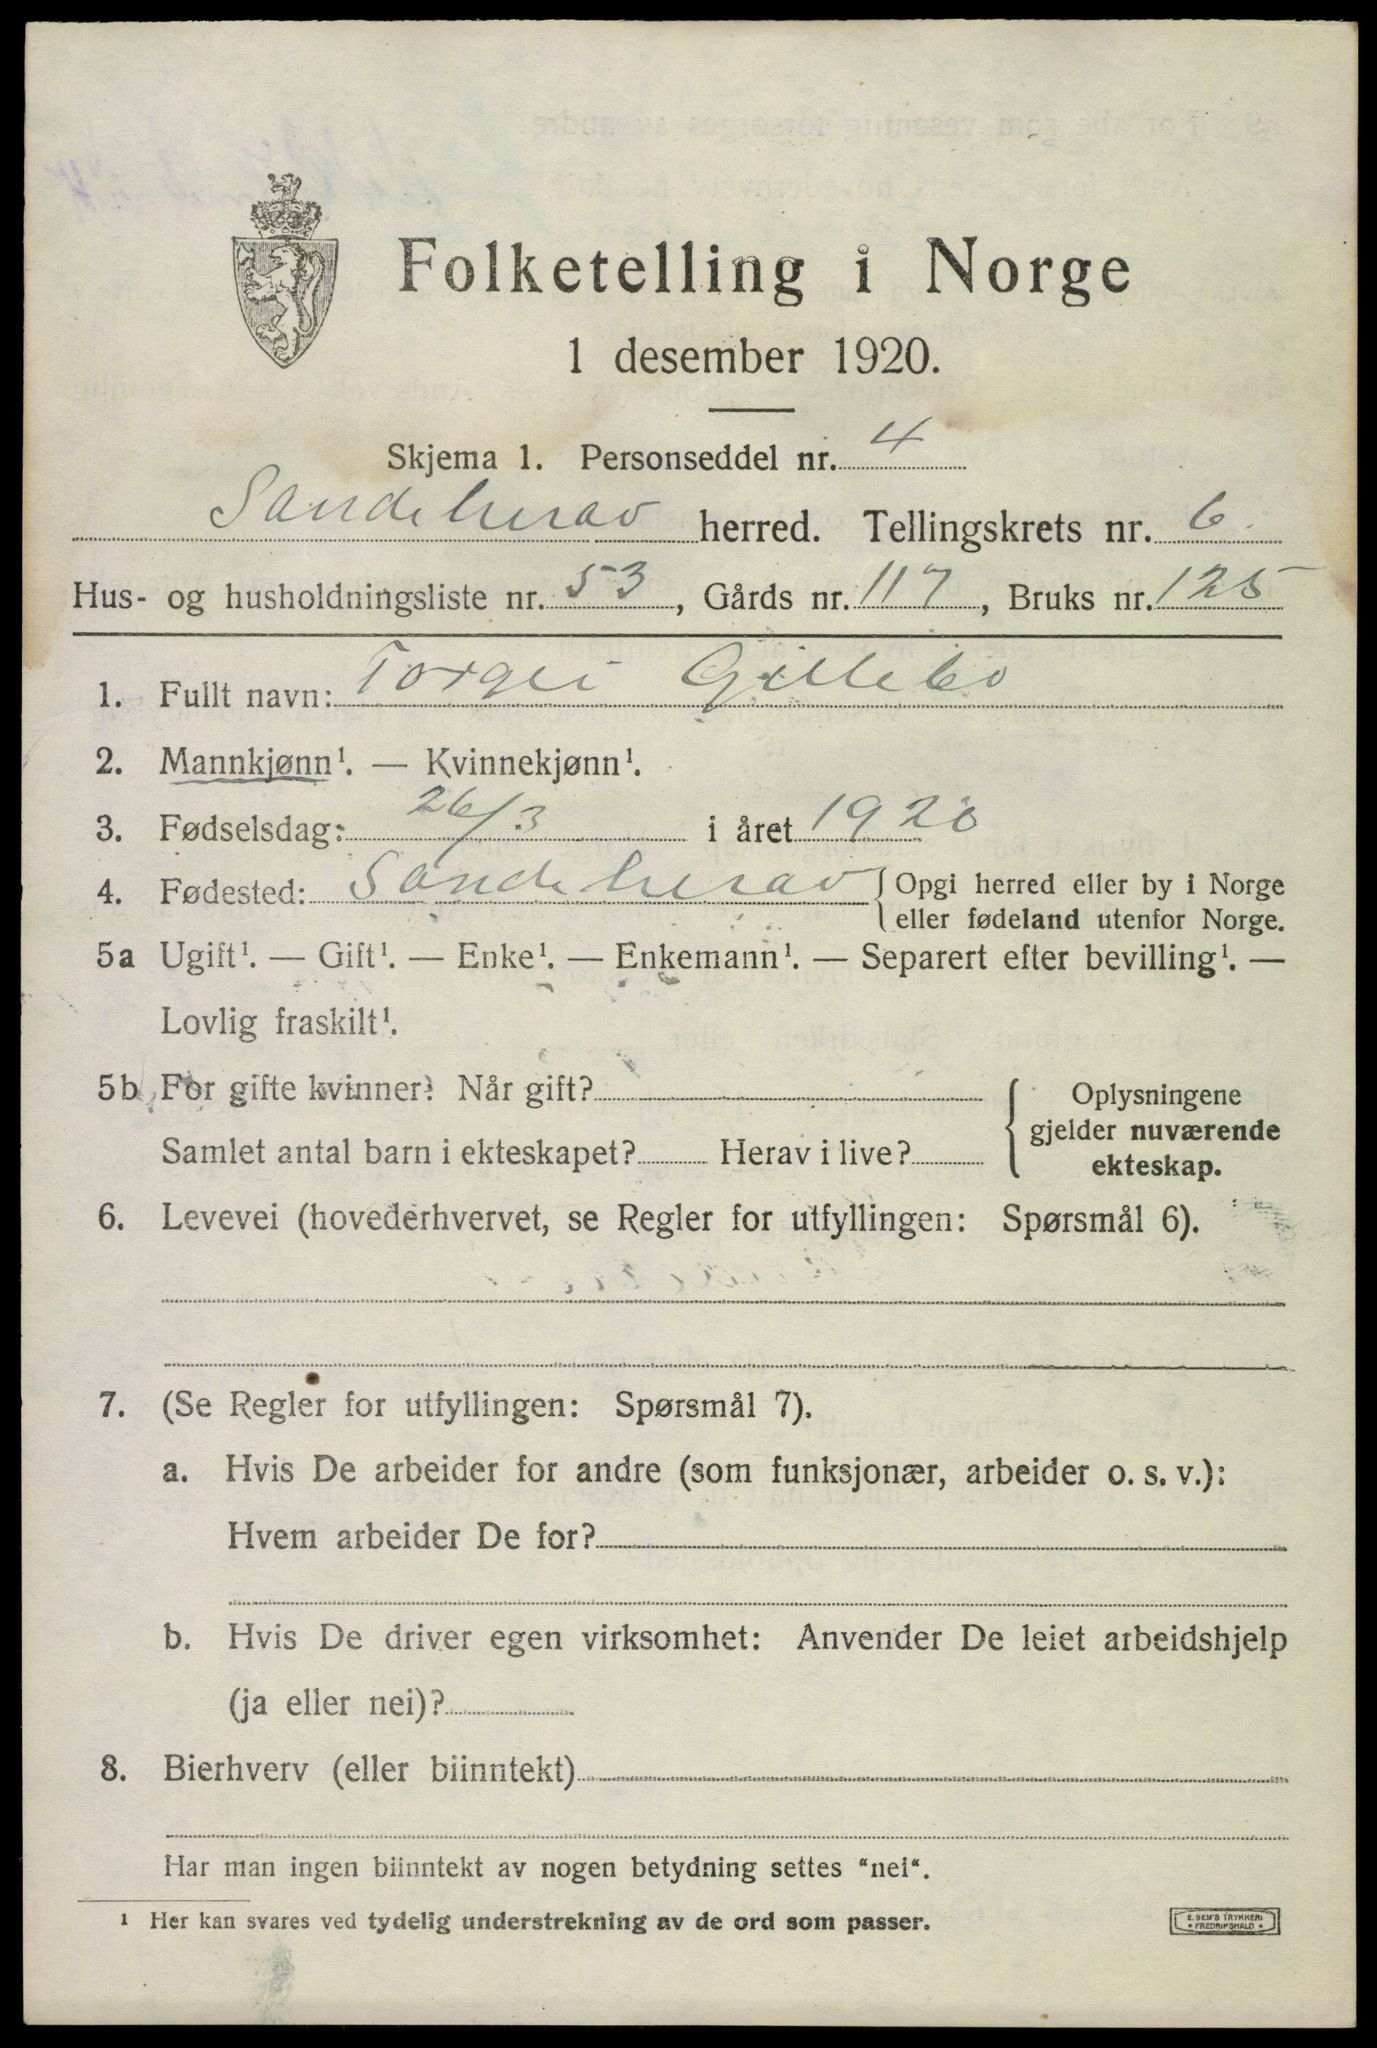 Folketelling i Norge
1 desember 1920.
Skjema 1. Personseddel nr. 4
Sandeherav herred. Tellingskrets nr. 6
Hus- og husholdningsliste nr. 53, Gårds nr. 117, Bruks nr. 125
1. Fullt navn: Torgei Gillebo
2. Mannkjønn¹. — Kvinnekjønn¹.
3. Fødselsdag: 26/3 i året 1920
4. Fødested: Sandeherav { Opgi herred eller by i Norge
eller fødeland utenfor Norge.
5a Ugift¹. — Gift¹. — Enke¹. — Enkemann¹. — Separert efter bevilling¹. —
Lovlig fraskilt¹.
5b For gifte kvinner: Når gift?
Samlet antal barn i ekteskapet? Herav i live?
Oplysningene
gjelder nuværende
ekteskap.
6. Levevei (hovederhvervet, se Regler for utfyllingen: Spørsmål 6).
7. (Se Regler for utfyllingen: Spørsmål 7).
a. Hvis De arbeider for andre (som funksjonær, arbeider o. s. v.):
Hvem arbeider De for?
b. Hvis De driver egen virksomhet: Anvender De leiet arbeidshjelp
(ja eller nei)?
8. Bierhverv (eller biinntekt)
Har man ingen biinntekt av nogen betydning settes "nei".
¹ Her kan svares ved tydelig understrekning av de ord som passer.
E. SEM'S TRYKKERI
• FREDRIKSHALD •